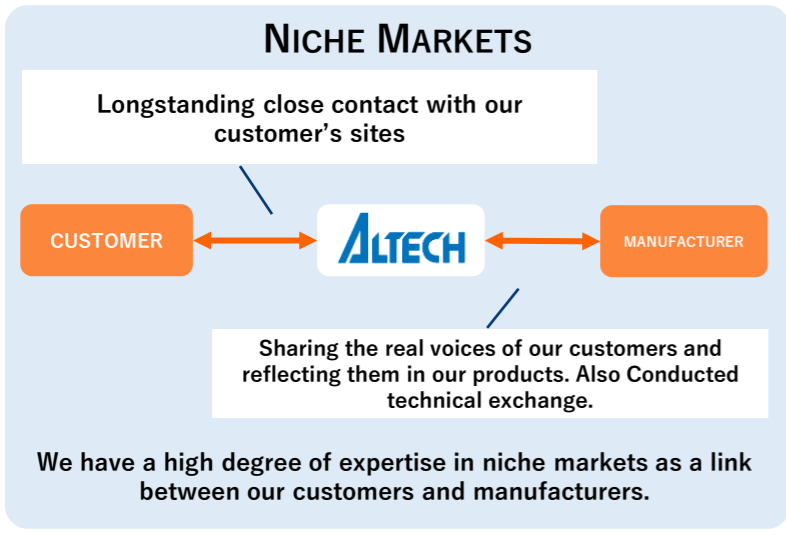 NICHE MARKETS
Longstanding close contact with our
customer’s sites
CUSTOMER
ALTECH
MANUFACTURER
Sharing the real voices of our customers and
reflecting them in our products. Also Conducted
technical exchange.
We have a high degree of expertise in niche markets as a link
between our customers and manufacturers.